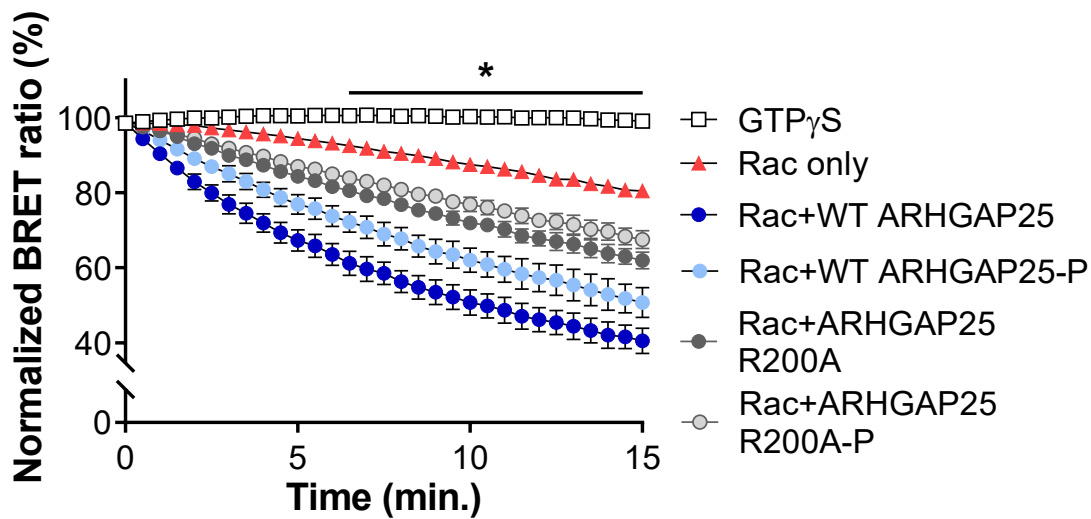 Normalized BRET ratio (%)
*
100
80
60
40
0
0 5 10 15
Time (min.)
GTPγS
Rac only
Rac+WT ARHGAP25
Rac+WT ARHGAP25-P
Rac+ARHGAP25
R200A
Rac+ARHGAP25
R200A-P